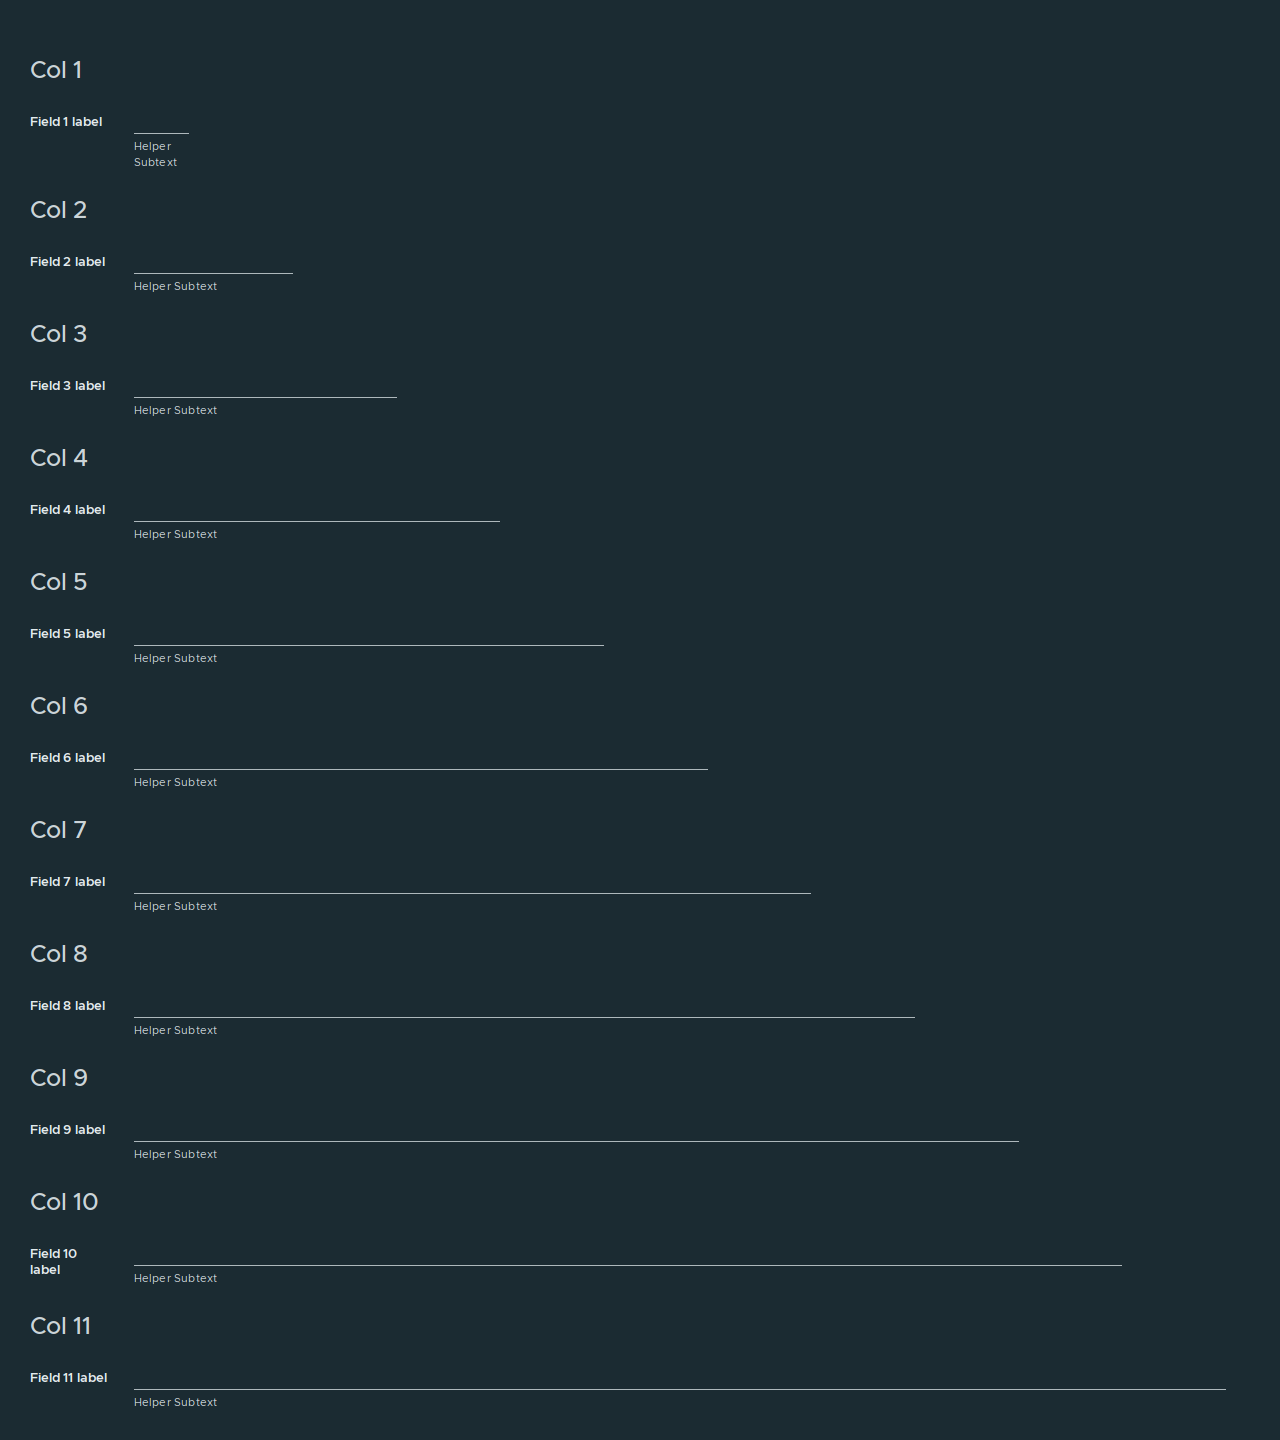 Col 1
Field 1 label
Helper
Subtext
Col 2
Field 2 label
Helper Subtext
Col 3
Field 3 label
Helper Subtext
Col 4
Field 4 label
Helper Subtext
Col 5
Field 5 label
Helper Subtext
Col 6
Field 6 label
Helper Subtext
Col 7
Field 7 label
Helper Subtext
Col 8
Field 8 label
Helper Subtext
Col 9
Field 9 label
Helper Subtext
Col 10
Field 10
label
Helper Subtext
Col 11
Field 11 label
Helper Subtext